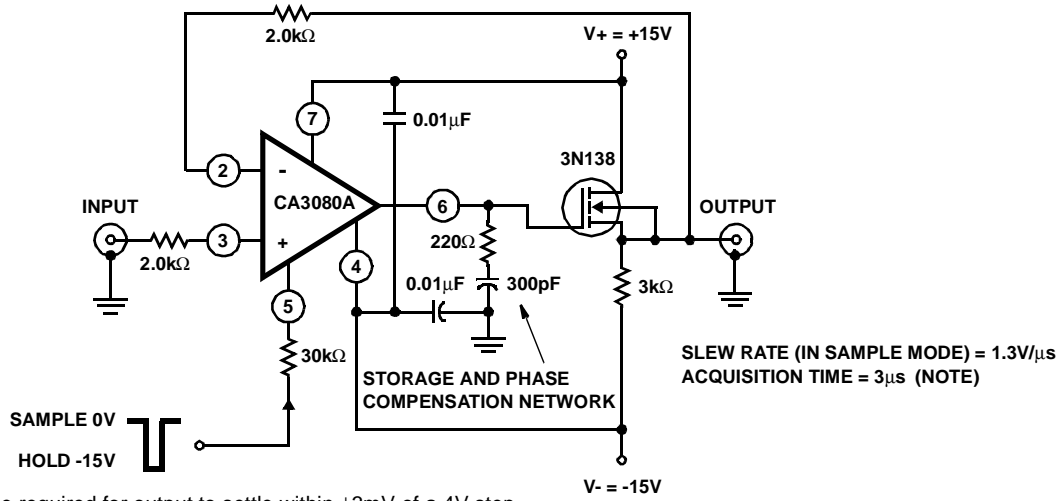 2.0kΩ
V+ = +15V
7
0.01μF
3N138
2
-
CA3080A
6
INPUT
OUTPUT
3
+
2.0kΩ
220Ω
4
0.01μF
300pF
3kΩ
5
30kΩ
SLEW RATE (IN SAMPLE MODE) = 1.3V/μs
ACQUISITION TIME = 3μs (NOTE)
STORAGE AND PHASE
COMPENSATION NETWORK
SAMPLE 0V
HOLD -15V
V- = -15V